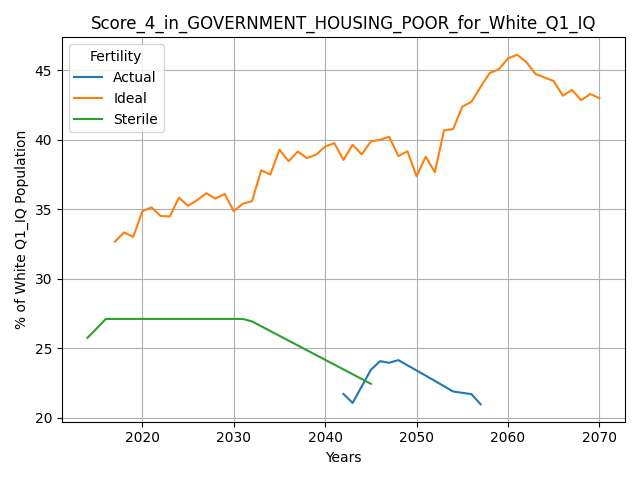 Score_4_in_GOVERNMENT_HOUSING_POOR_for_White_Q1_IQ
Fertility
Actual
Ideal
Sterile
% of White Q1_IQ Population
45
40
35
30
25
20
2020
2030
2040
2050
2060
2070
Years